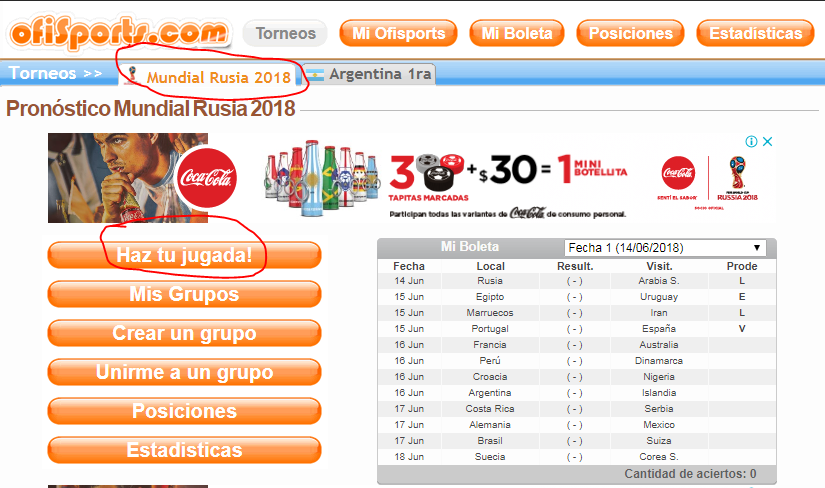 ofiSports.com Torneos Mi Ofisports Mi Boleta Posiciones Estadísticas
Torneos >> Mundial Rusia 2018 Argentina 1ra
Pronóstico Mundial Rusia 2018
Coca-Cola
3 + $30 = 1 MINI BOTELLITA
TAPITAS MARCADAS
Participan todas las variantes de Coca-Cola de consumo personal.
Coca-Cola
SENTÍ EL SABOR
FIFA WORLD CUP
RUSSIA 2018
SOCIO OFICIAL
Haz tu jugada!
Mis Grupos
Crear un grupo
Unirme a un grupo
Posiciones
Estadísticas
Mi Boleta Fecha 1 (14/06/2018)
Fecha Local Result. Visit. Prode
14 Jun Rusia ( - ) Arabia S. L
15 Jun Egipto ( - ) Uruguay E
15 Jun Marruecos ( - ) Iran L
15 Jun Portugal ( - ) España V
16 Jun Francia ( - ) Australia
16 Jun Perú ( - ) Dinamarca
16 Jun Croacia ( - ) Nigeria
16 Jun Argentina ( - ) Islandia
17 Jun Costa Rica ( - ) Serbia
17 Jun Alemania ( - ) Mexico
17 Jun Brasil ( - ) Suiza
18 Jun Suecia ( - ) Corea S.
Cantidad de aciertos: 0